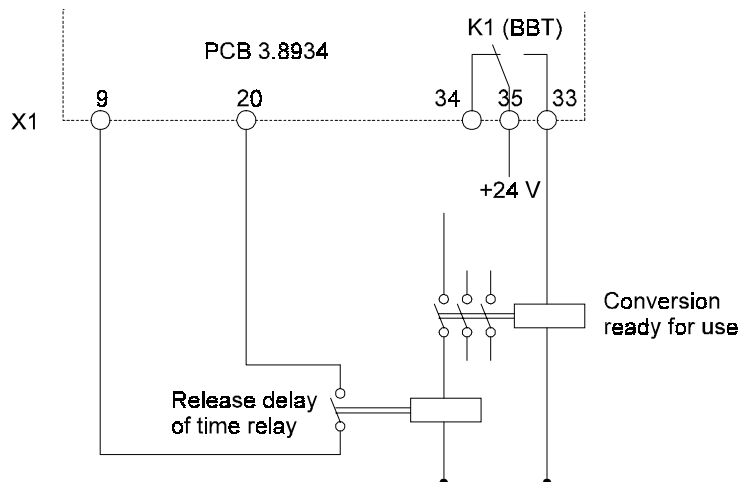 K1 (BBT)
PCB 3.8934
9
20
34
35
33
X1
+24 V
Conversion
ready for use
Release delay
of time relay